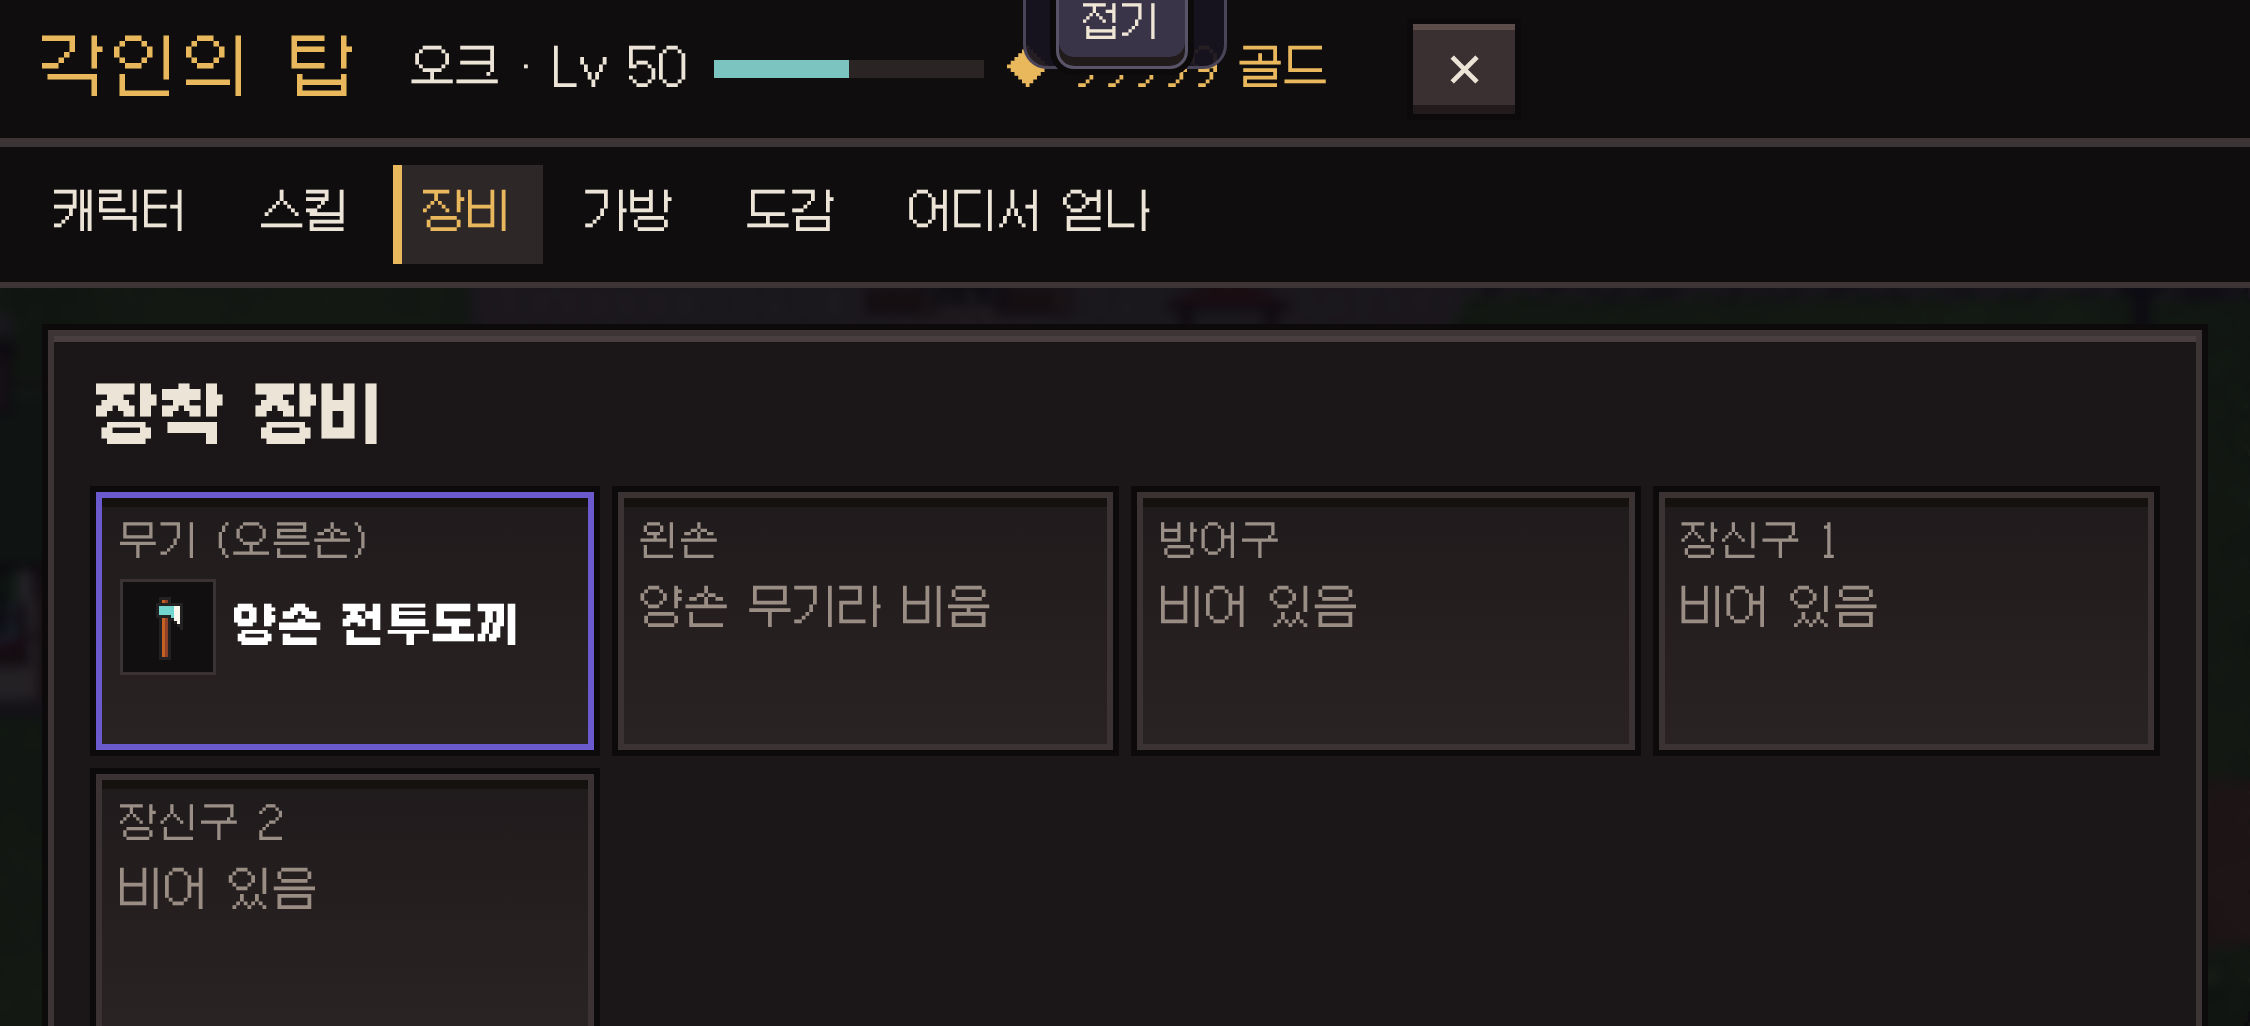 접기
각인의 탑 오크 · Lv 50 골드 ×
캐릭터 스킬 장비 가방 도감 어디서 얻나
장착 장비
무기 (오른손) 왼손 방어구 장신구 1
양손 전투도끼 양손 무기라 비움 비어 있음 비어 있음
장신구 2
비어 있음